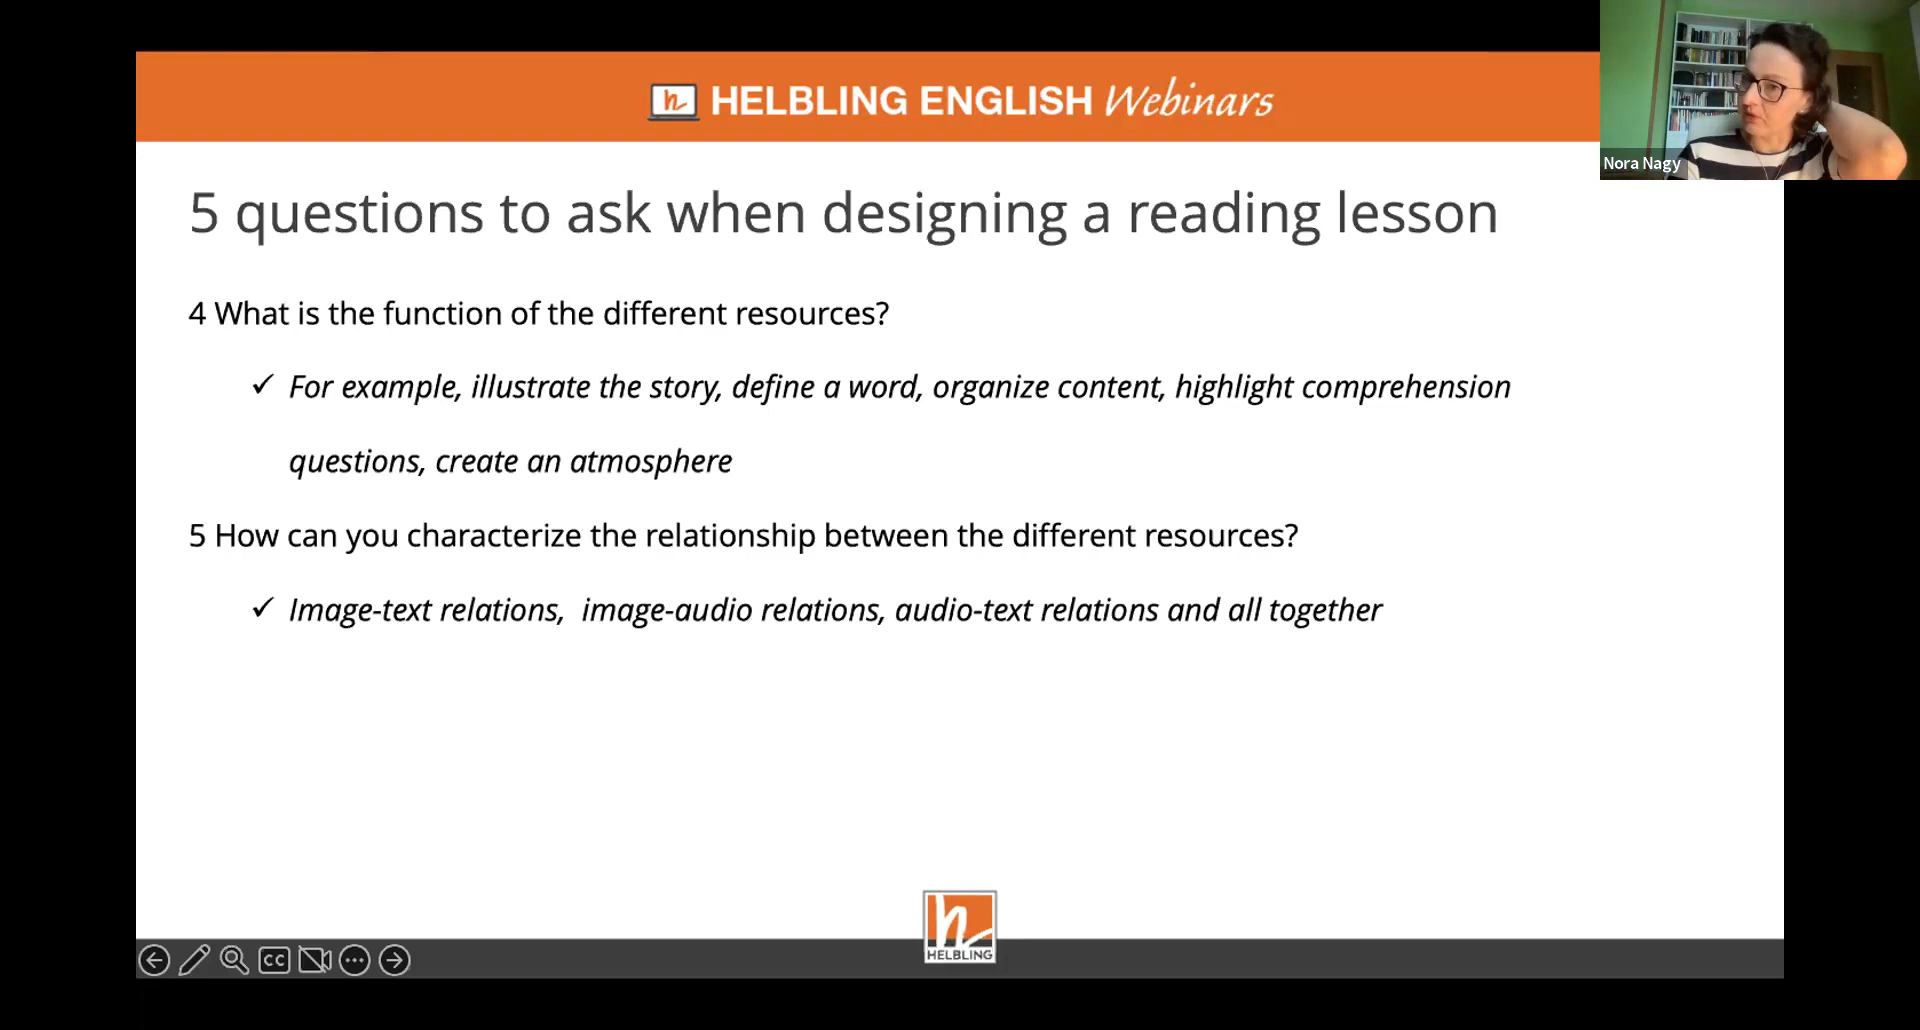 h HELBLING ENGLISH Webinars
Nora Nagy
5 questions to ask when designing a reading lesson
4 What is the function of the different resources?
✓ For example, illustrate the story, define a word, organize content, highlight comprehension
questions, create an atmosphere
5 How can you characterize the relationship between the different resources?
✓ Image-text relations,  image-audio relations, audio-text relations and all together
h
HELBLING
CC